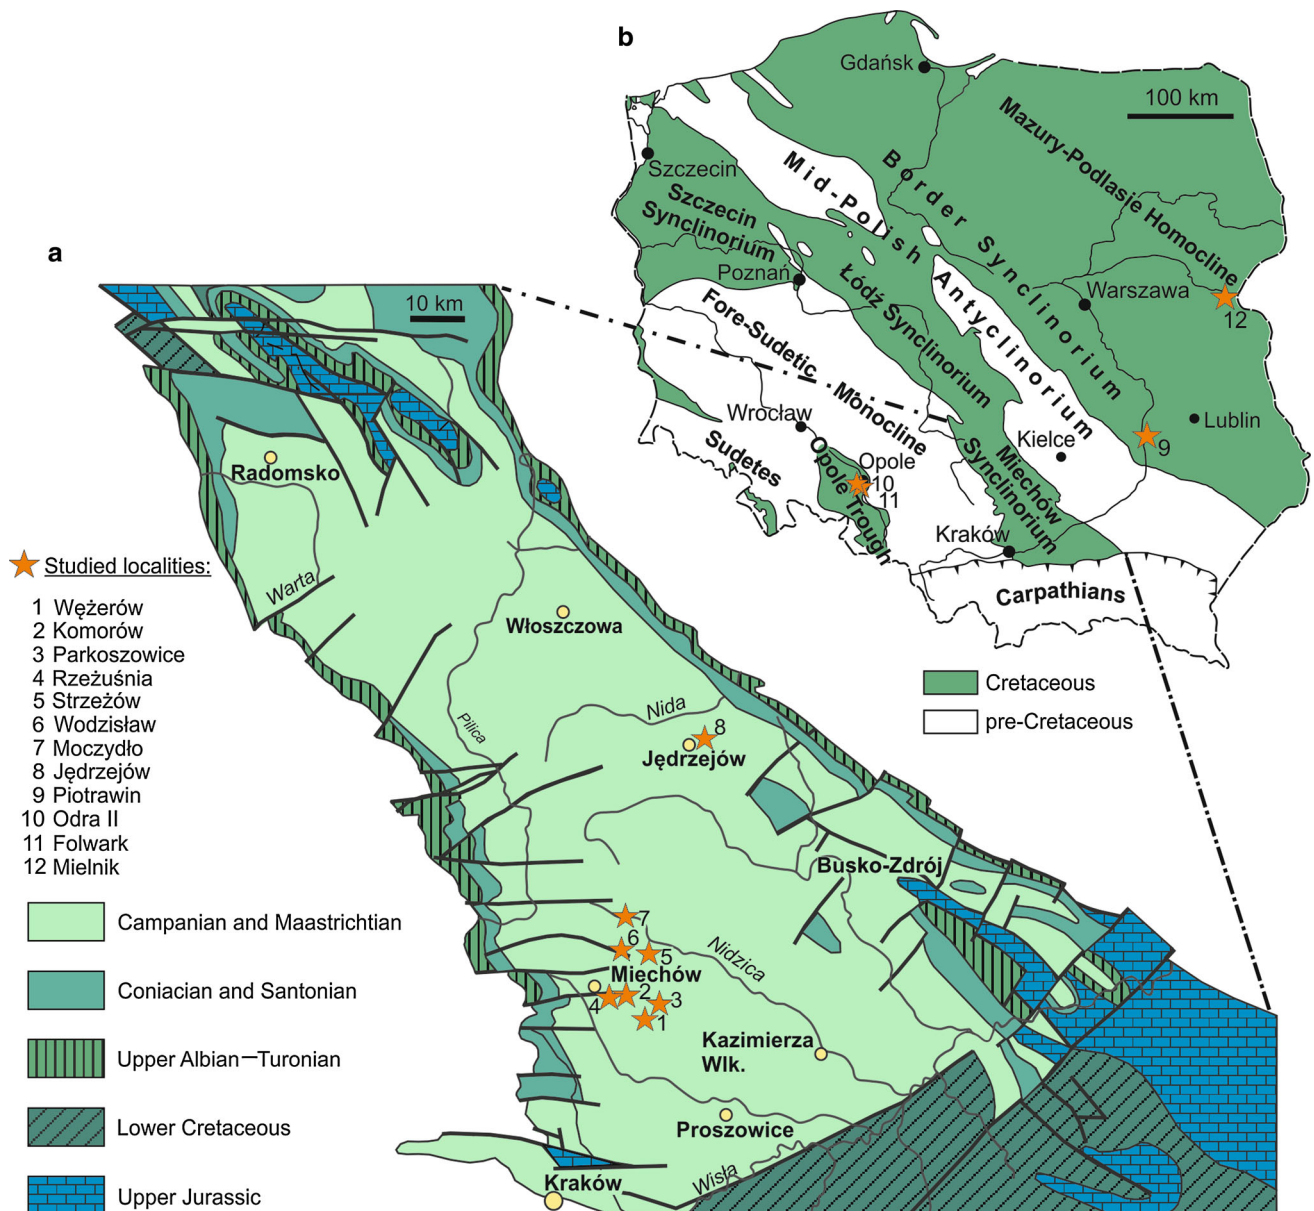 b
Gdańsk
100 km
Mazury-Podlasie Homocline
Szczecin
Mid-Polish Antyclinorium
Border Synclinorium
Szczecin
Synclinorium
Poznań
Łódź Synclinorium
Warszawa
12
Fore-Sudetic Monocline
Wrocław
Lublin
Kielce
9
Sudetes
Opole
10
11
Opole Trough
Miechów
Synclinorium
Kraków
Carpathians
Cretaceous
pre-Cretaceous
a
10 km
Radomsko
Warta
Włoszczowa
Pilica
Nida
8
Jędrzejów
Busko-Zdrój
7
6
5
Nidzica
Miechów
2
4
3
1
Kazimierza
Wlk.
Proszowice
Wisła
Kraków
Studied localities:
1 Wężerów
2 Komorów
3 Parkoszowice
4 Rzeżuśnia
5 Strzeżów
6 Wodzisław
7 Moczydło
8 Jędrzejów
9 Piotrawin
10 Odra II
11 Folwark
12 Mielnik
Campanian and Maastrichtian
Coniacian and Santonian
Upper Albian—Turonian
Lower Cretaceous
Upper Jurassic